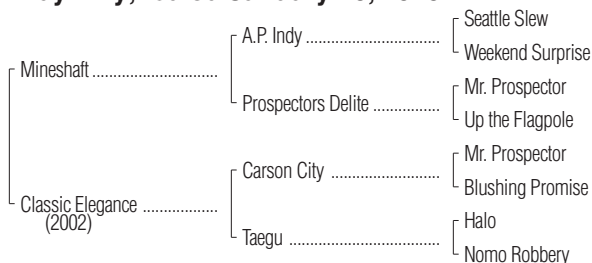 Seattle Slew
A.P. Indy ..............................
Weekend Surprise
Mineshaft ............................
Mr. Prospector
Prospectors Delite ...............
Up the Flagpole
Mr. Prospector
Carson City .........................
Blushing Promise
Classic Elegance .................
(2002)
Halo
Taegu ..................................
Nomo Robbery